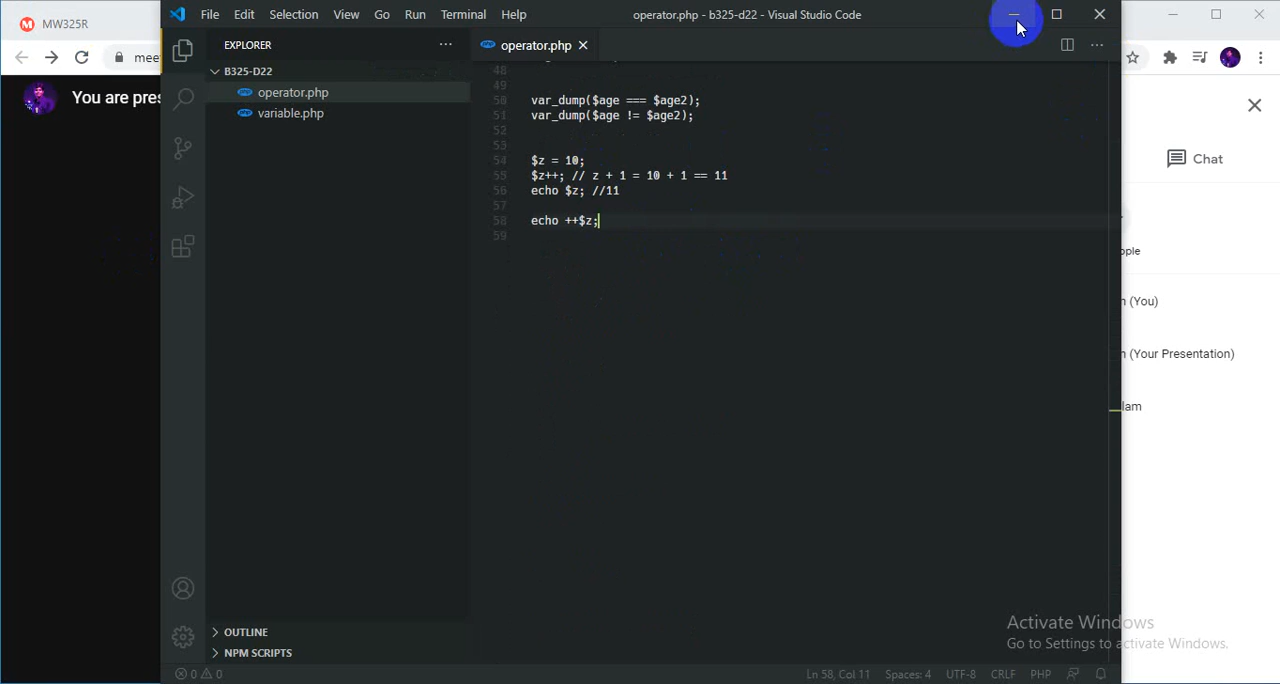 MW325R
mee
You are pres
File Edit Selection View Go Run Terminal Help
operator.php - b325-d22 - Visual Studio Code
EXPLORER
B325-D22
operator.php
variable.php
OUTLINE
NPM SCRIPTS
operator.php
48
49
50 var_dump($age === $age2);
51 var_dump($age != $age2);
52
53
54 $z = 10;
55 $z++; // z + 1 = 10 + 1 == 11
56 echo $z; //11
57
58 echo ++$z;
59
0 0
Ln 58, Col 11 Spaces: 4 UTF-8 CRLF PHP
Chat
ople
n (You)
n (Your Presentation)
lam
Activate Windows
Go to Settings to activate Windows.